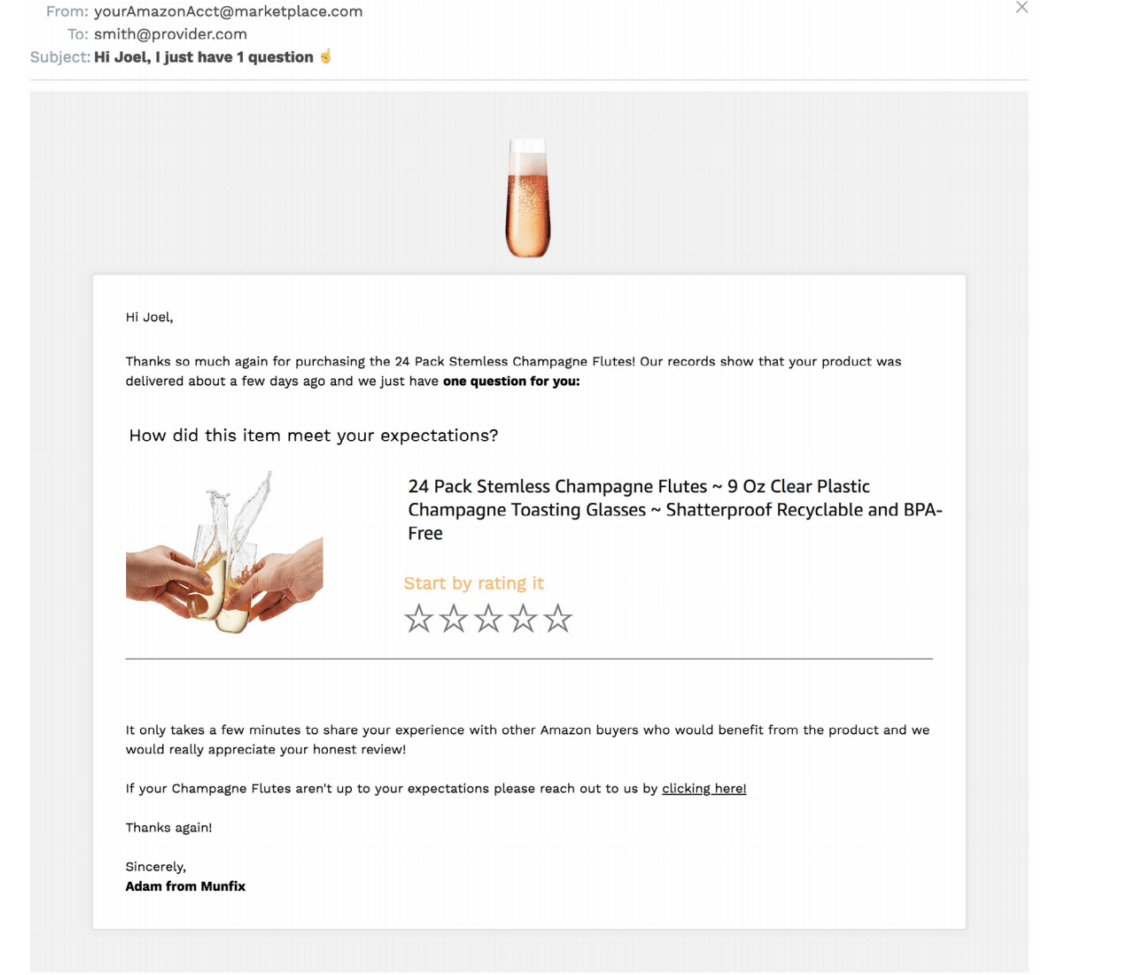 From: yourAmazonAcct@marketplace.com
To: smith@provider.com
Subject: Hi Joel, I just have 1 question ☝
Hi Joel,
Thanks so much again for purchasing the 24 Pack Stemless Champagne Flutes! Our records show that your product was
delivered about a few days ago and we just have one question for you:
How did this item meet your expectations?
24 Pack Stemless Champagne Flutes ~ 9 Oz Clear Plastic
Champagne Toasting Glasses ~ Shatterproof Recyclable and BPA-
Free
Start by rating it
It only takes a few minutes to share your experience with other Amazon buyers who would benefit from the product and we
would really appreciate your honest review!
If your Champagne Flutes aren't up to your expectations please reach out to us by clicking here!
Thanks again!
Sincerely,
Adam from Munfix